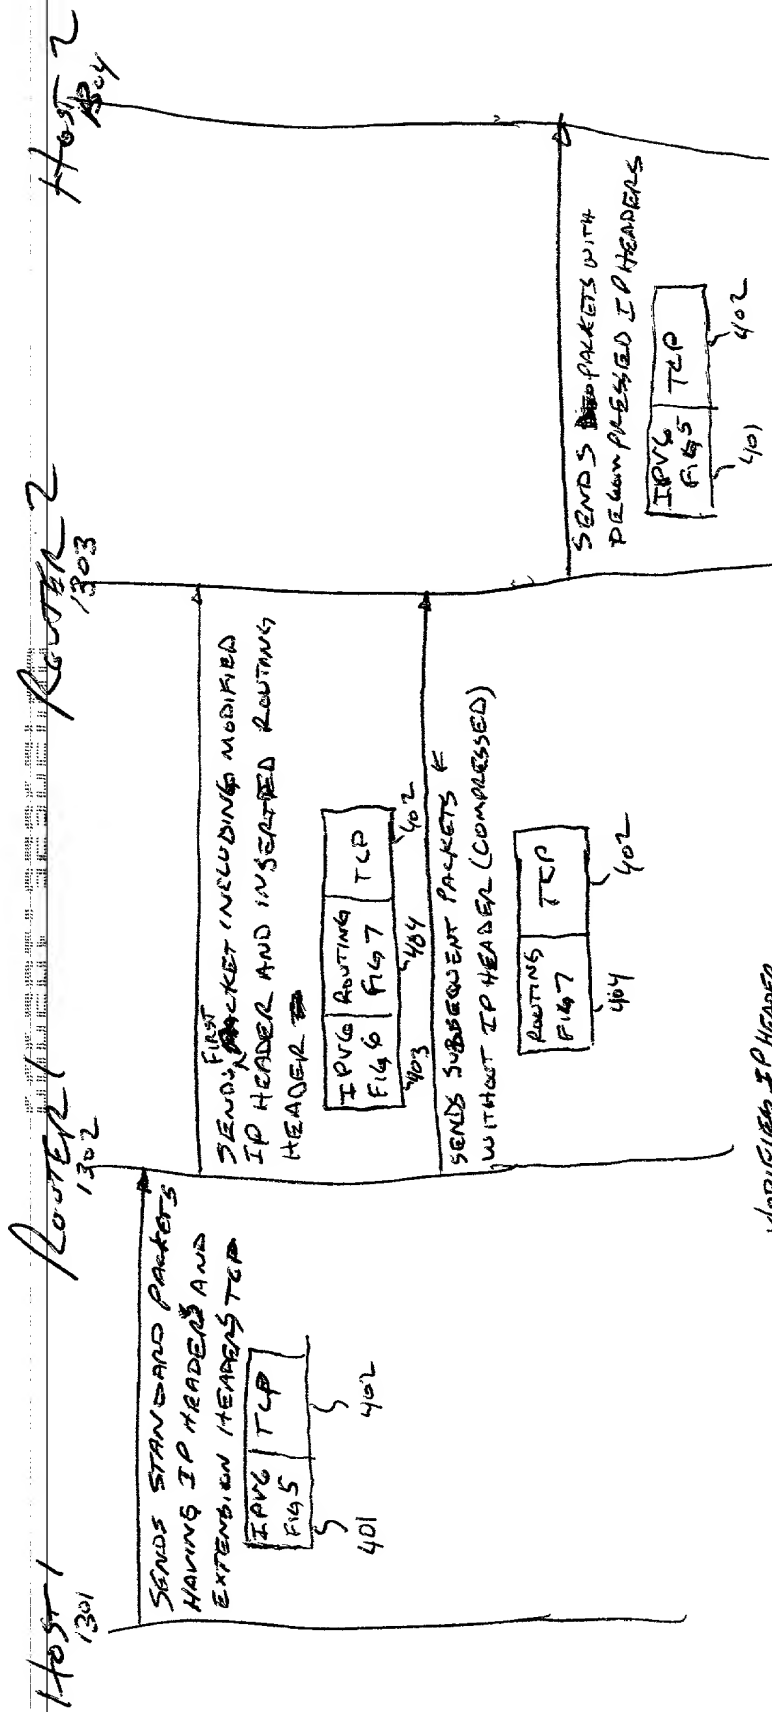 HOST 1
1301
ROUTER 1
1302
ROUTER 2
1303
HOST 2
1304
SENDS STANDARD PACKETS
HAVING IP HEADERS AND
EXTENSION HEADERS TCP
IPV6
FIG 5
TCP
401
402
SENDS FIRST PACKET INCLUDING MODIFIED
IP HEADER AND INSERTED ROUTING
HEADER
IPV6
FIG 6
ROUTING
FIG 7
TCP
403
404
402
SENDS SUBSEQUENT PACKETS
WITHOUT IP HEADER (COMPRESSED)
ROUTING
FIG 7
TCP
404
402
SENDS PACKETS WITH
DECOMPRESSED IP HEADERS
IPV6
FIG 5
TCP
401
402
MODIFIES IP HEADER